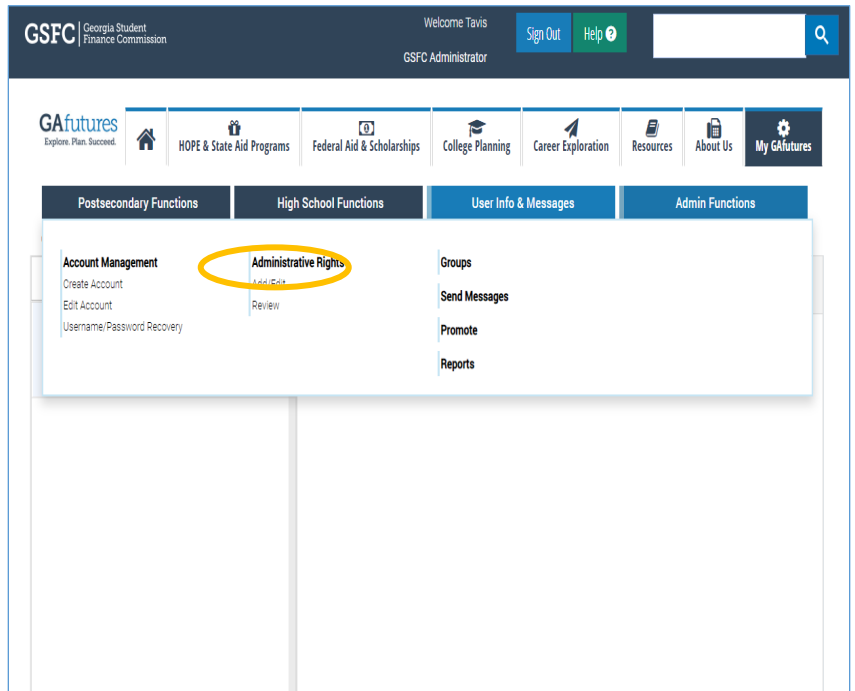 GSFC
Georgia Student
Finance Commission
Welcome Tavis
GSFC Administrator
Sign Out
Help ?
GAfutures
Explore. Plan. Succeed.
HOPE & State Aid Programs
Federal Aid & Scholarships
College Planning
Career Exploration
Resources
About Us
My GAfutures
Postsecondary Functions
High School Functions
User Info & Messages
Admin Functions
Account Management
Create Account
Edit Account
Username/Password Recovery
Administrative Rights
Add/Edit
Review
Groups
Send Messages
Promote
Reports